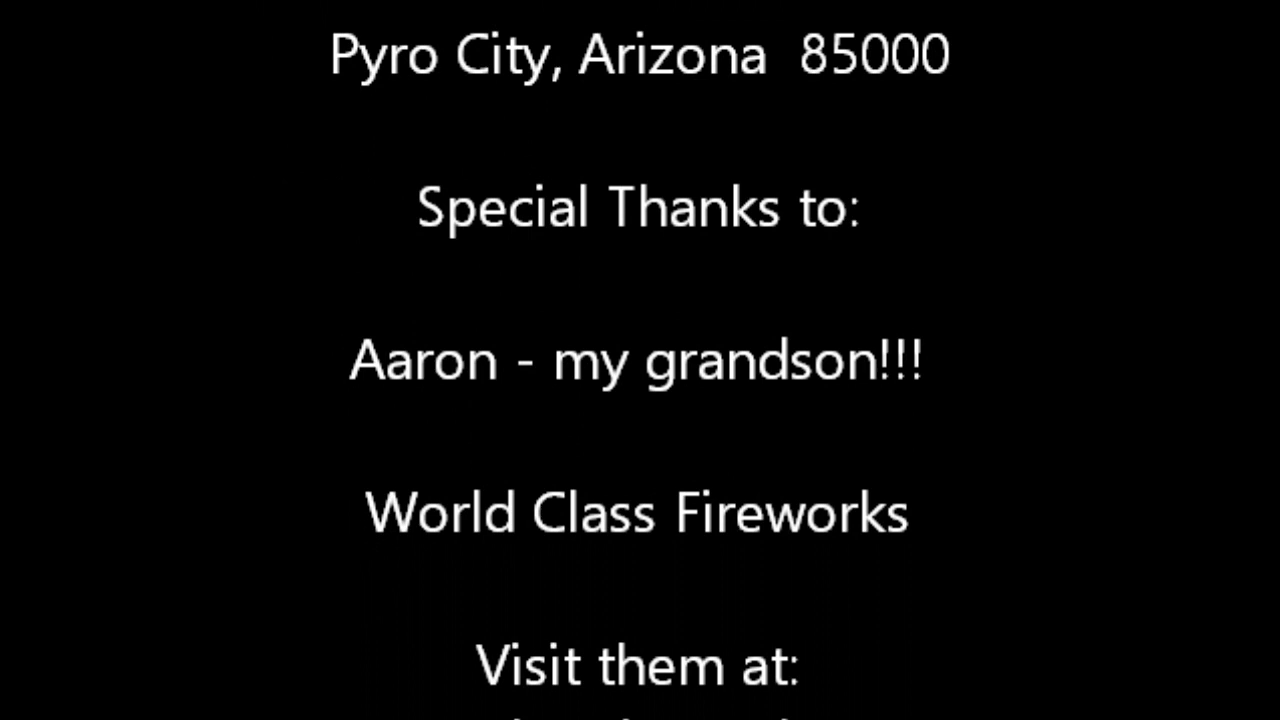 Pyro City, Arizona  85000
Special Thanks to:
Aaron - my grandson!!!
World Class Fireworks
Visit them at: